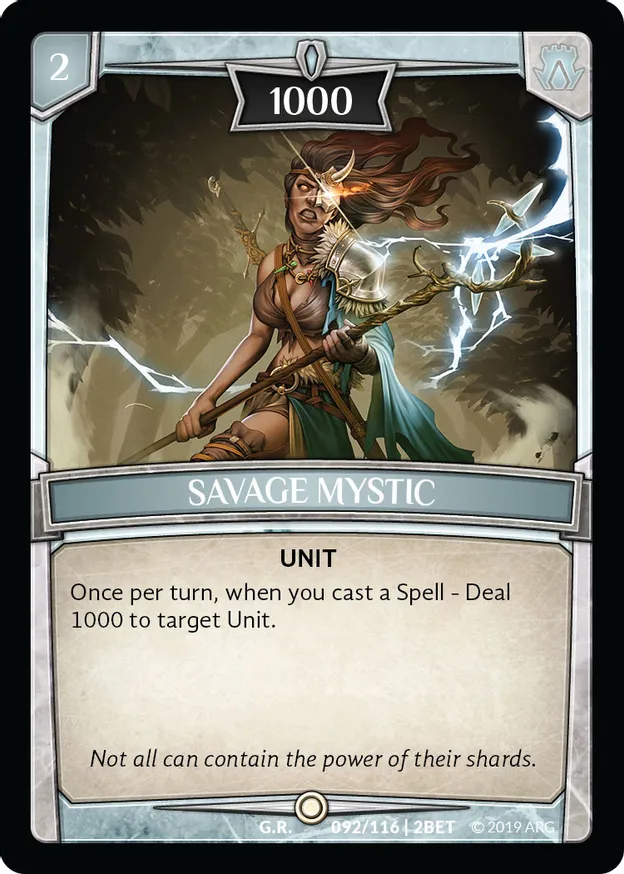 2
1000
SAVAGE MYSTIC
UNIT
Once per turn, when you cast a Spell - Deal
1000 to target Unit.
Not all can contain the power of their shards.
G.R. 092/116 | 2BET © 2019 ARG